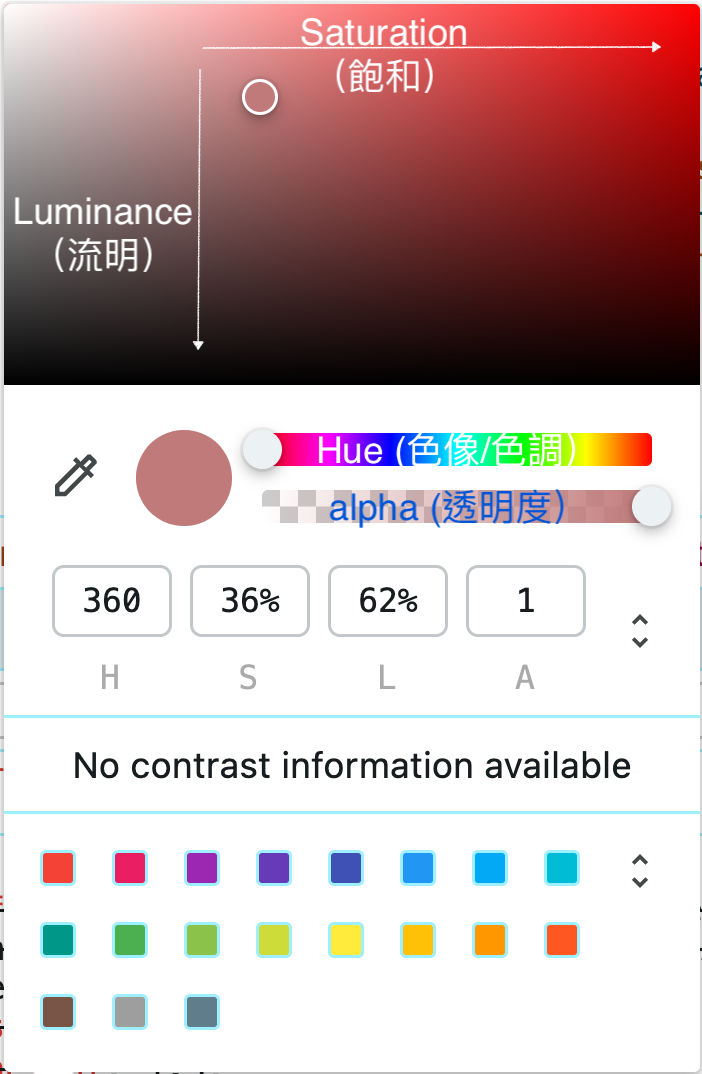 Saturation
（飽和）
Luminance
（流明）
Hue (色像/色調）
alpha (透明度）
360 36% 62% 1
H S L A
No contrast information available